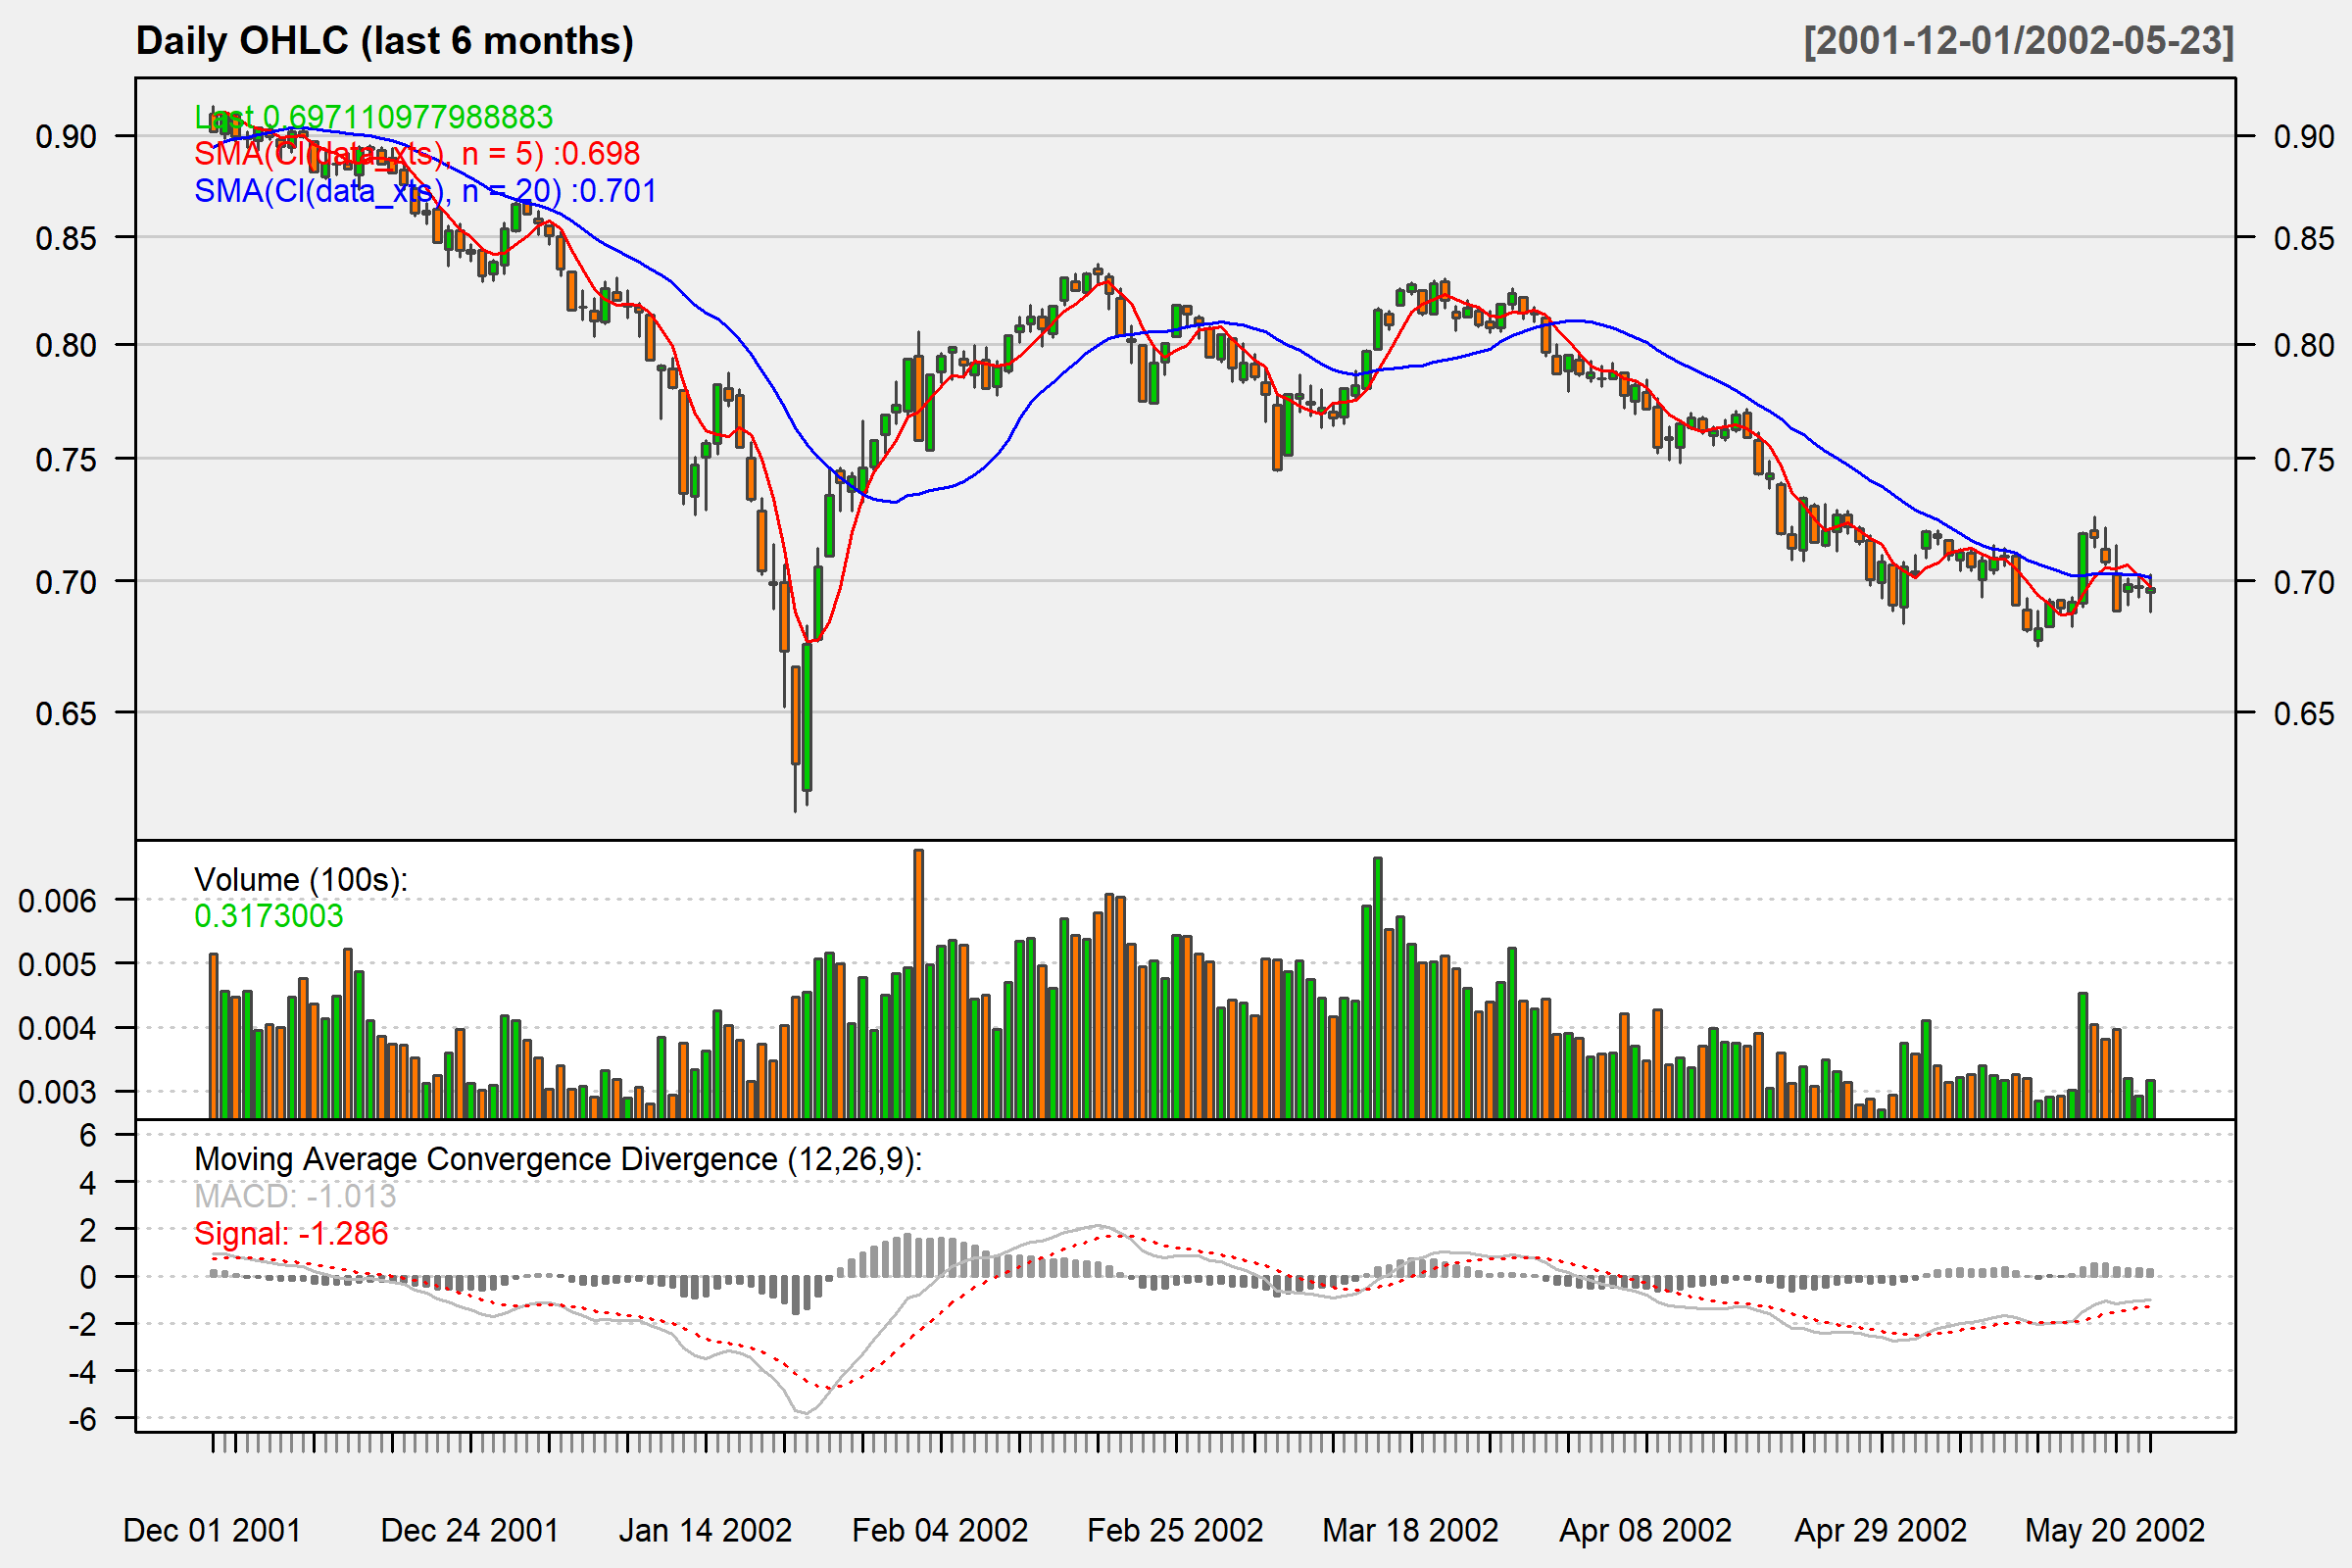 Daily OHLC (last 6 months) [2001-12-01/2002-05-23]
Last 0.697110977988883
SMA(Cl(data_xts), n = 5) :0.698
SMA(Cl(data_xts), n = 20) :0.701
0.90 0.90
0.85 0.85
0.80 0.80
0.75 0.75
0.70 0.70
0.65 0.65
Volume (100s):
0.3173003
0.006
0.005
0.004
0.003
Moving Average Convergence Divergence (12,26,9):
MACD: -1.013
Signal: -1.286
6
4
2
0
-2
-4
-6
Dec 01 2001 Dec 24 2001 Jan 14 2002 Feb 04 2002 Feb 25 2002 Mar 18 2002 Apr 08 2002 Apr 29 2002 May 20 2002